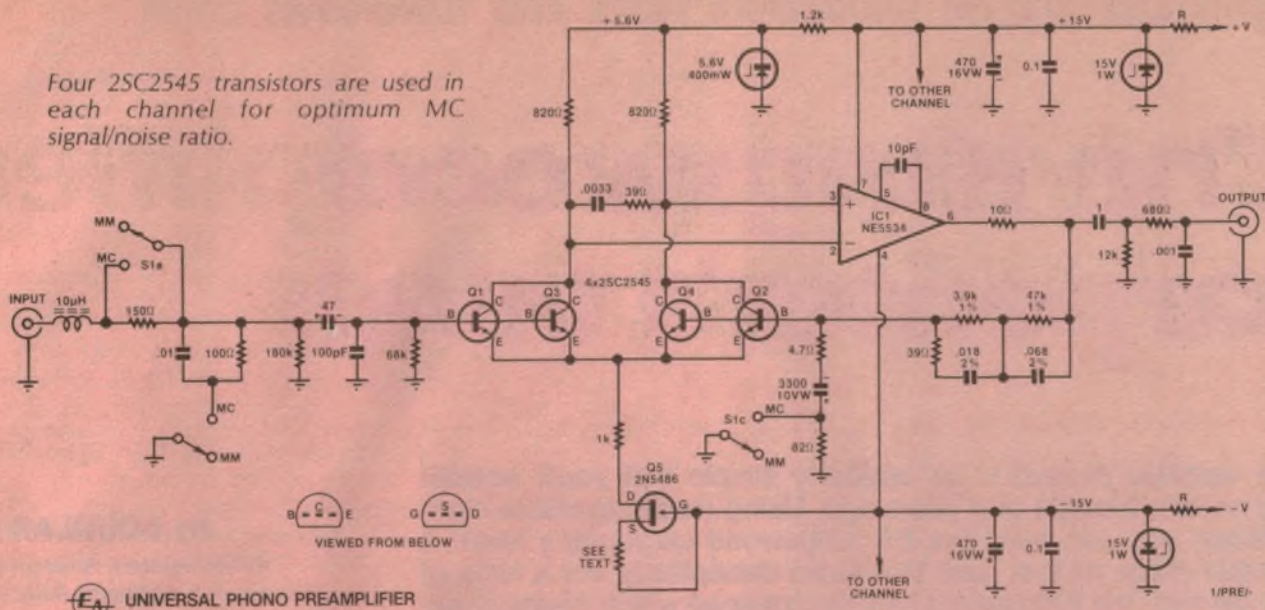 Four 2SC2545 transistors are used in
each channel for optimum MC
signal/noise ratio.
+5.6V
1.2k
+15V
R
+V
5.6V
400mW
470
16VW
0.1
15V
1W
TO OTHER
CHANNEL
820Ω
820Ω
10pF
.0033
39Ω
3
+
7
5
8
IC1
NE5534
6
2
−
4
10Ω
1
680Ω
OUTPUT
12k
.001
MM
MC
S1a
INPUT
10µH
150Ω
.01
100Ω
180k
47
100pF
68k
MC
MM
4x2SC2545
Q1
Q3
Q4
Q2
B
C
E
B
C
E
C
B
E
C
B
E
3.9k
1%
47k
1%
4.7Ω
39Ω
.018
2%
.068
2%
3300
10VW
S1c
MC
MM
82Ω
1k
Q5
2N5486
D
G
S
SEE
TEXT
−15V
R
−V
470
16VW
0.1
15V
1W
TO OTHER
CHANNEL
B C E
G S D
VIEWED FROM BELOW
EA UNIVERSAL PHONO PREAMPLIFIER
1/PRE/-